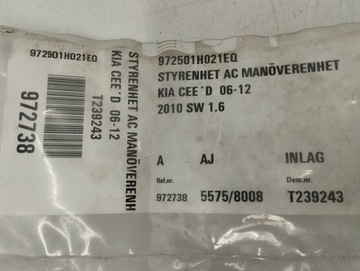 972501H021EQ
STYRENHET AC MANÖVERENHET
KIA CEE´D 06-12
2010 SW 1.6
A AJ INLAG
Ref.nr. Dem.nr.
972738 5575/8008 T239243
972501H021EQ
STYRENHET AC MANÖVERENH
KIA CEE´D 06-12
T239243
972738